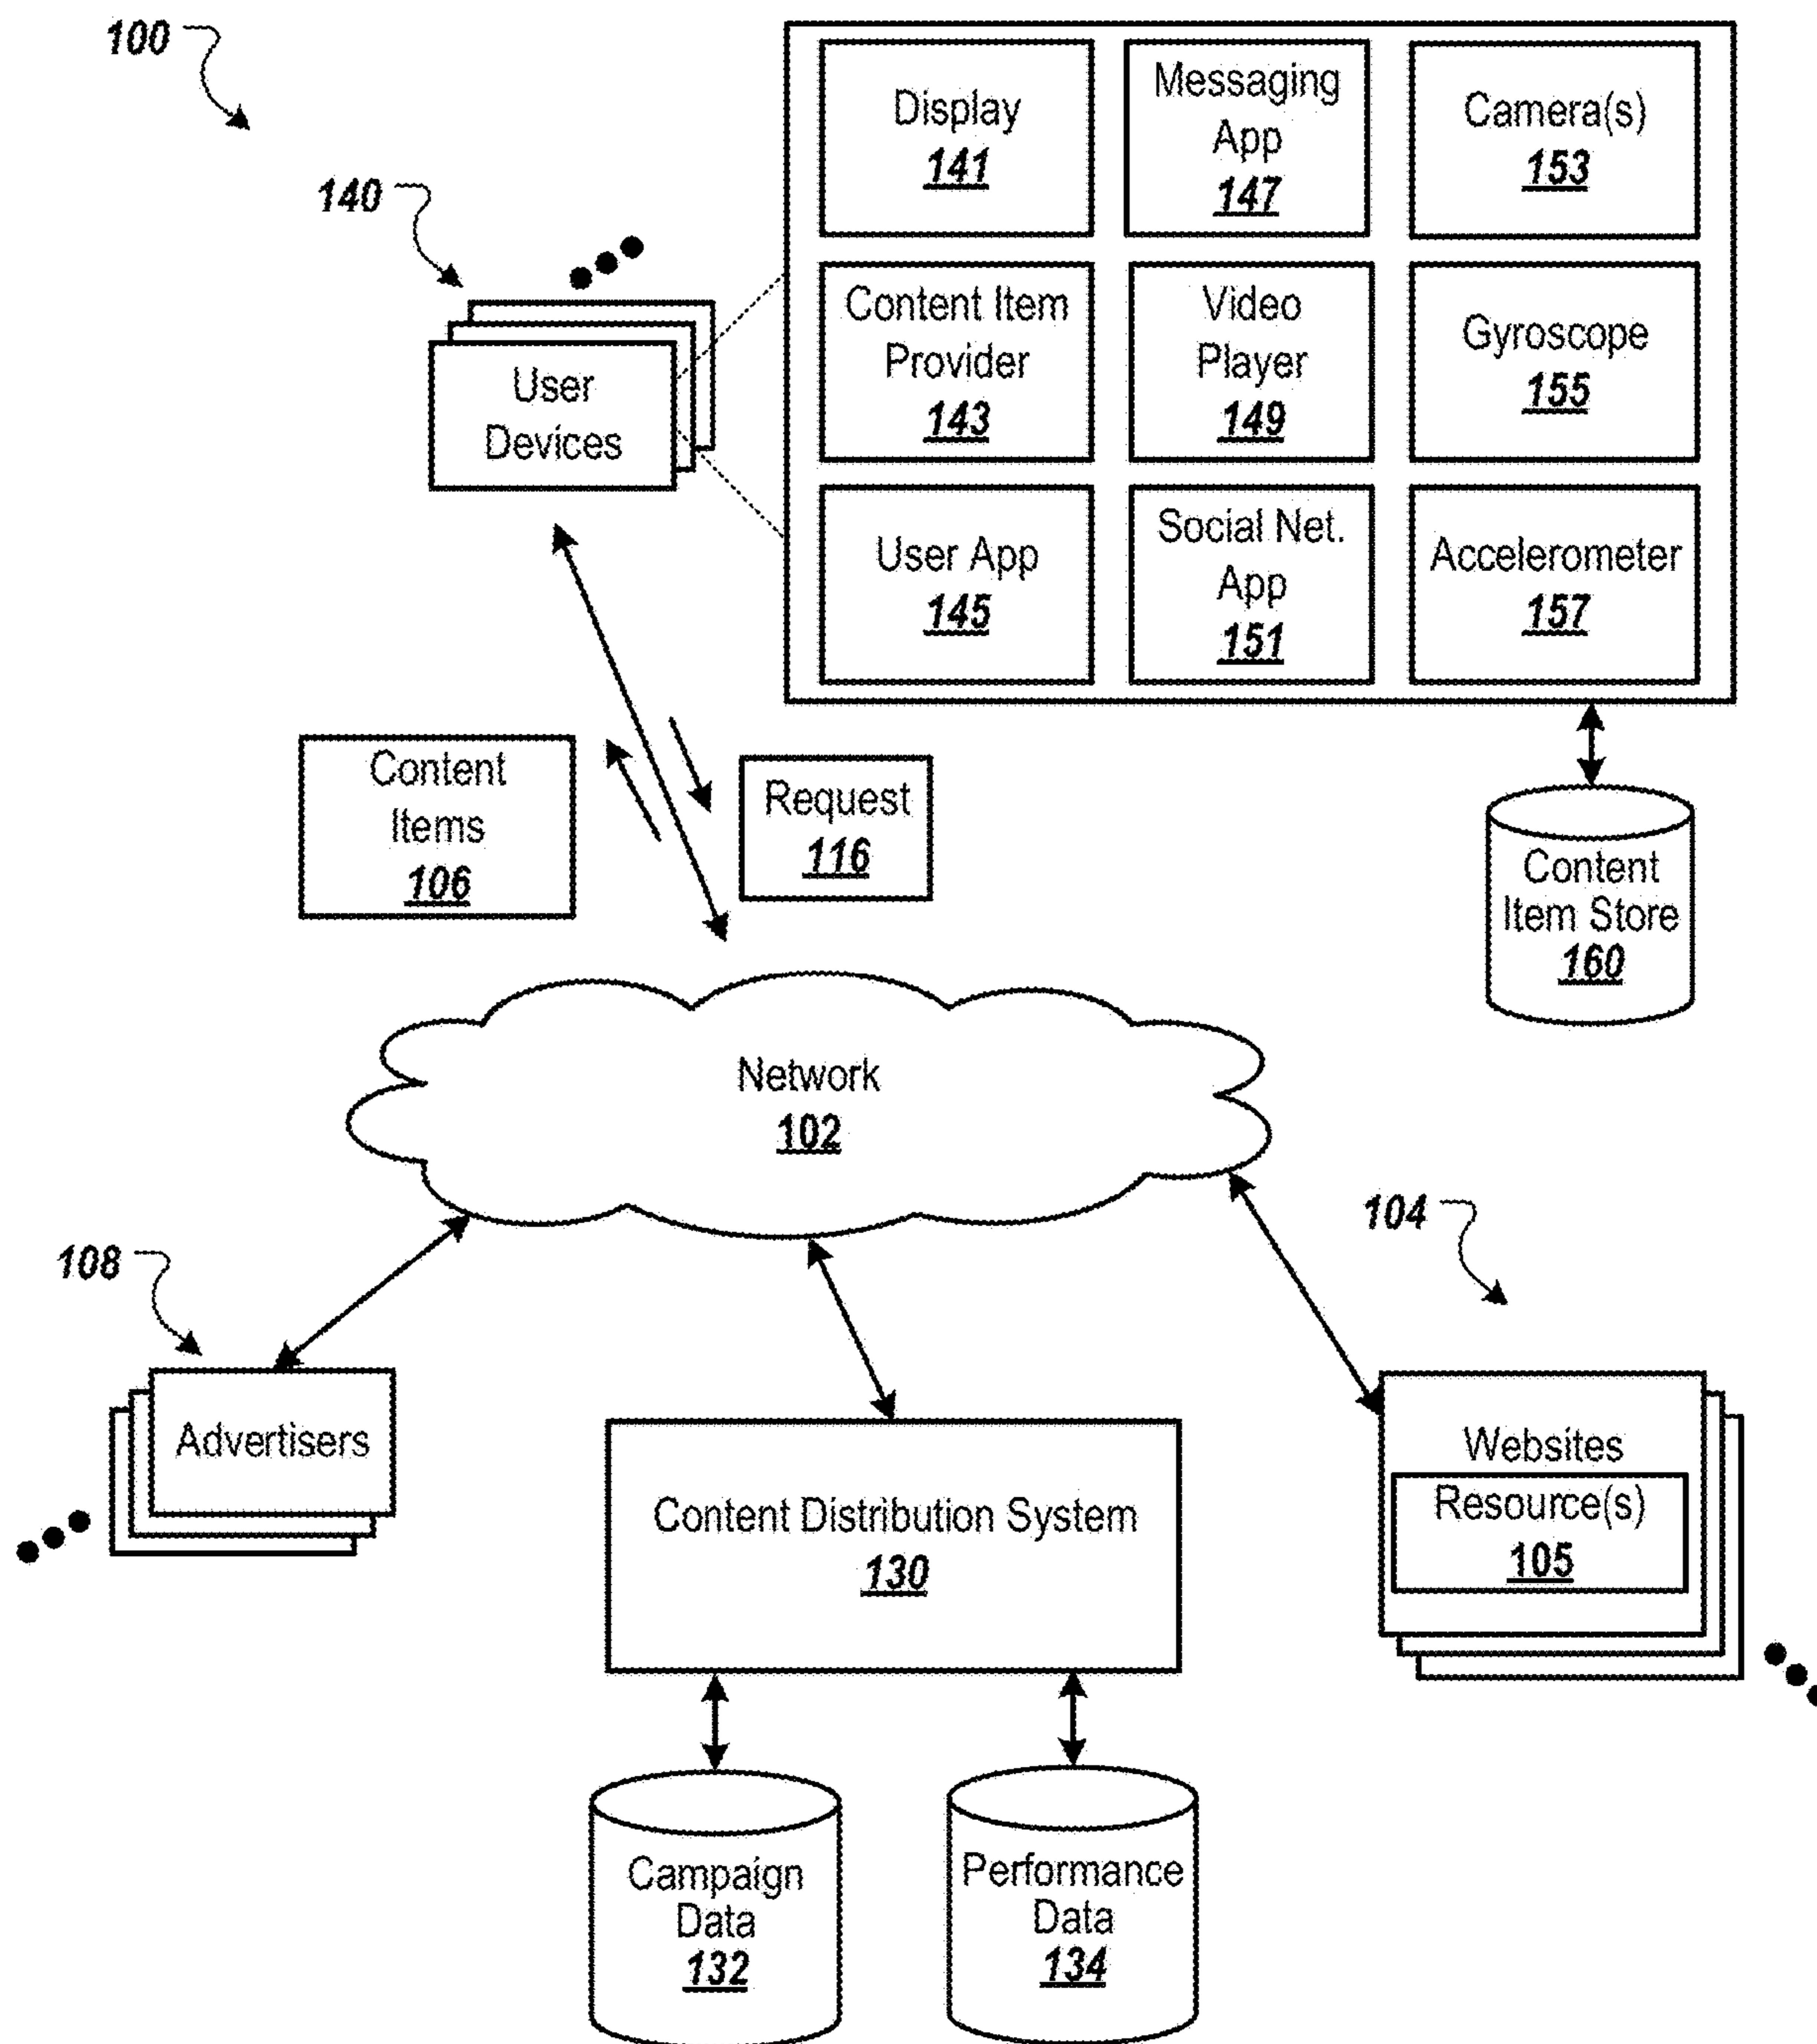 100
140
Display
141
Messaging
App
147
Camera(s)
153
Content Item
Provider
143
Video
Player
149
Gyroscope
155
User App
145
Social Net.
App
151
Accelerometer
157
User
Devices
Content
Items
106
Request
116
Content
Item Store
160
Network
102
108
104
Advertisers
Content Distribution System
130
Websites
Resource(s)
105
Campaign
Data
132
Performance
Data
134